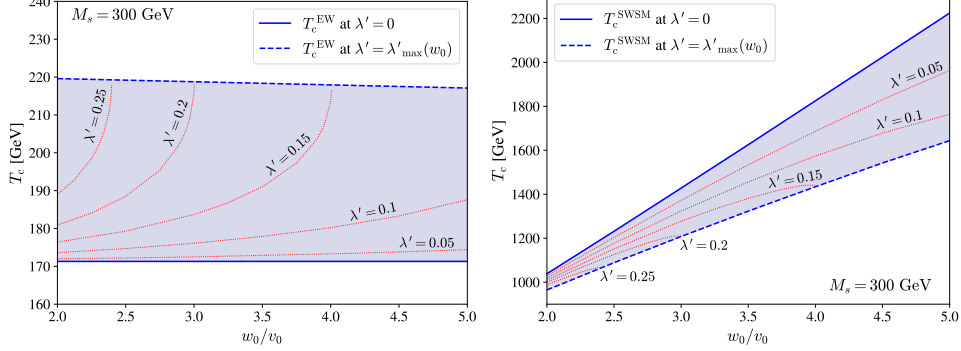 M_s = 300 GeV
T_c^EW at λ′ = 0
T_c^EW at λ′ = λ′_max(w_0)
240
230
220
210
200
190
180
170
160
T_c [GeV]
λ′ = 0.25
λ′ = 0.2
λ′ = 0.15
λ′ = 0.1
λ′ = 0.05
2.0 2.5 3.0 3.5 4.0 4.5 5.0
w_0/v_0
T_c^SWSM at λ′ = 0
T_c^SWSM at λ′ = λ′_max(w_0)
2200
2000
1800
1600
1400
1200
1000
T_c [GeV]
λ′ = 0.05
λ′ = 0.1
λ′ = 0.15
λ′ = 0.2
λ′ = 0.25
M_s = 300 GeV
2.0 2.5 3.0 3.5 4.0 4.5 5.0
w_0/v_0